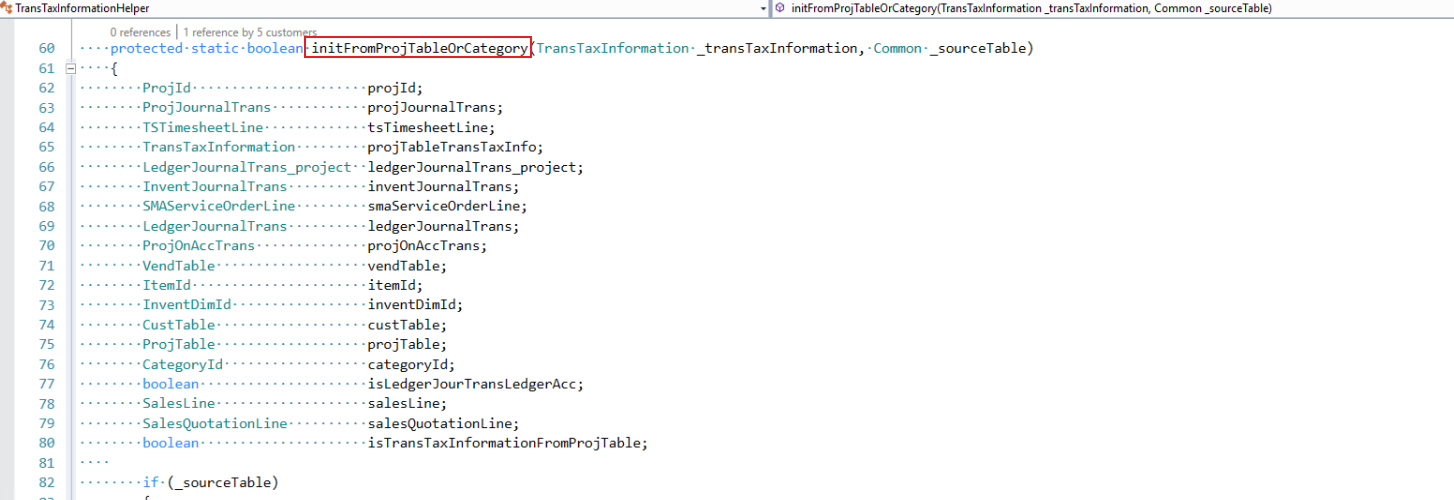 TransTaxInformationHelper initFromProjTableOrCategory(TransTaxInformation _transTaxInformation, Common _sourceTable)
0 references | 1 reference by 5 customers
60 protected static boolean initFromProjTableOrCategory(TransTaxInformation _transTaxInformation, Common _sourceTable)
61 {
62 ProjId projId;
63 ProjJournalTrans projJournalTrans;
64 TSTimesheetLine tsTimesheetLine;
65 TransTaxInformation projTableTransTaxInfo;
66 LedgerJournalTrans_project ledgerJournalTrans_project;
67 InventJournalTrans inventJournalTrans;
68 SMAServiceOrderLine smaServiceOrderLine;
69 LedgerJournalTrans ledgerJournalTrans;
70 ProjOnAccTrans projOnAccTrans;
71 VendTable vendTable;
72 ItemId itemId;
73 InventDimId inventDimId;
74 CustTable custTable;
75 ProjTable projTable;
76 CategoryId categoryId;
77 boolean isLedgerJourTransLedgerAcc;
78 SalesLine salesLine;
79 SalesQuotationLine salesQuotationLine;
80 boolean isTransTaxInformationFromProjTable;
81
82 if (_sourceTable)